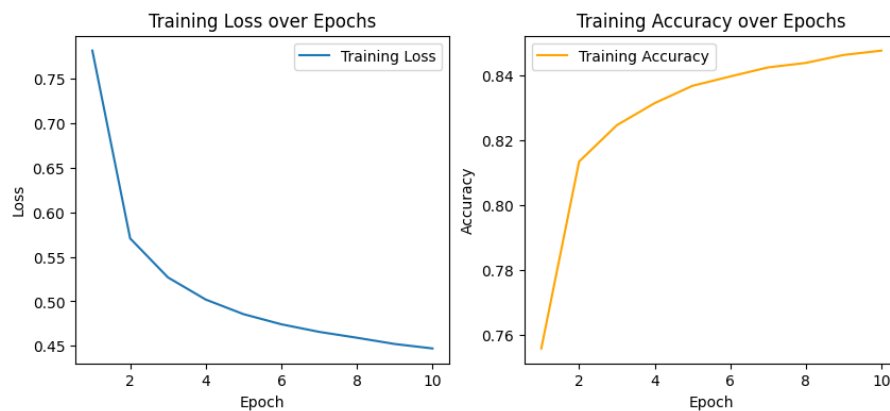 Training Loss over Epochs
Training Loss
0.75
0.70
0.65
0.60
0.55
0.50
0.45
Loss
2 4 6 8 10
Epoch
Training Accuracy over Epochs
Training Accuracy
0.84
0.82
0.80
0.78
0.76
Accuracy
2 4 6 8 10
Epoch